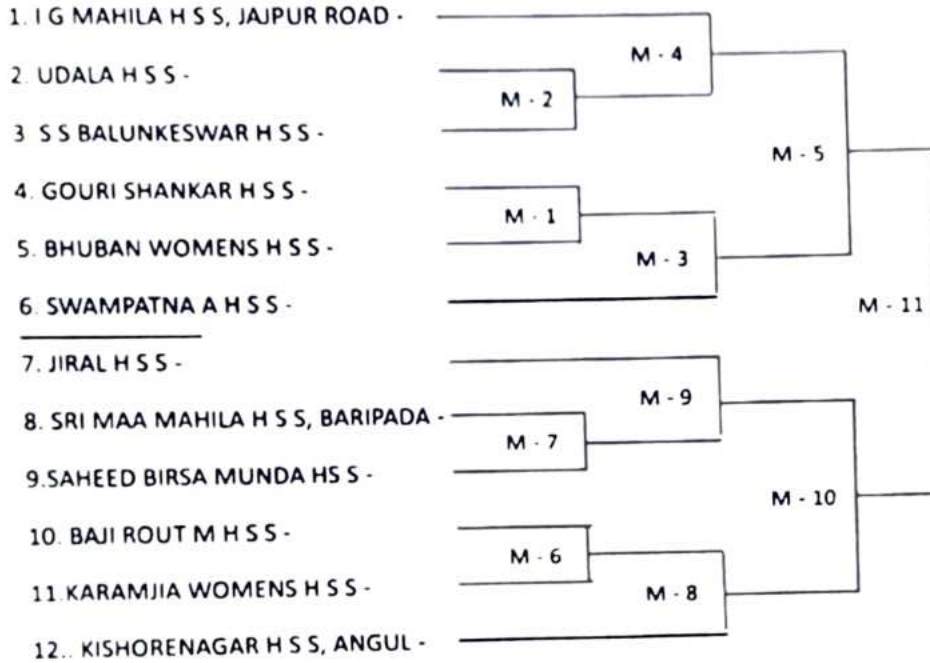 1. I G MAHILA H S S, JAJPUR ROAD -
M - 4
2. UDALA H S S -
M - 2
3 S S BALUNKESWAR H S S -
M - 5
4. GOURI SHANKAR H S S -
M - 1
5. BHUBAN WOMENS H S S -
M - 3
6. SWAMPATNA A H S S -
M - 11
7. JIRAL H S S -
M - 9
8. SRI MAA MAHILA H S S, BARIPADA -
M - 7
9.SAHEED BIRSA MUNDA HS S -
M - 10
10. BAJI ROUT M H S S -
M - 6
11.KARAMJIA WOMENS H S S -
M - 8
12.. KISHORENAGAR H S S, ANGUL -